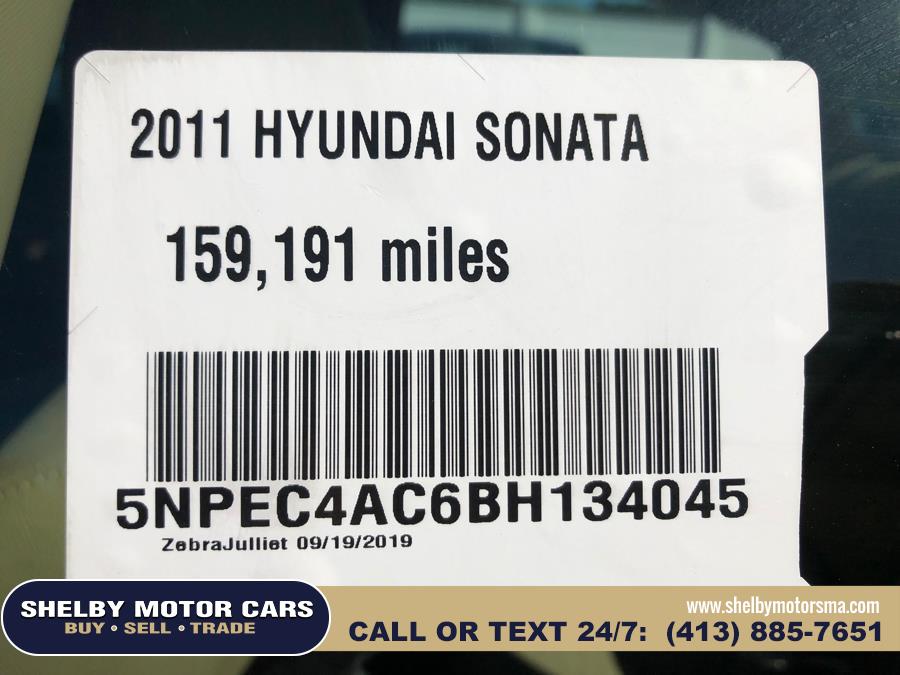 2011 HYUNDAI SONATA
159,191 miles
5NPEC4AC6BH134045
ZebraJulliet 09/19/2019
SHELBY MOTOR CARS
BUY • SELL • TRADE
www.shelbymotorsma.com
CALL OR TEXT 24/7: (413) 885-7651